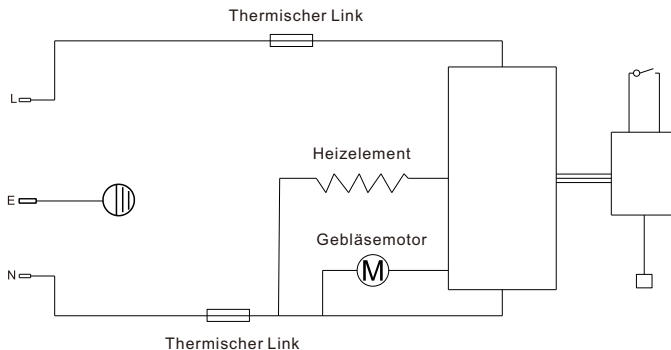 Thermischer Link
L
Heizelement
E
Gebläsemotor
M
N
Thermischer Link